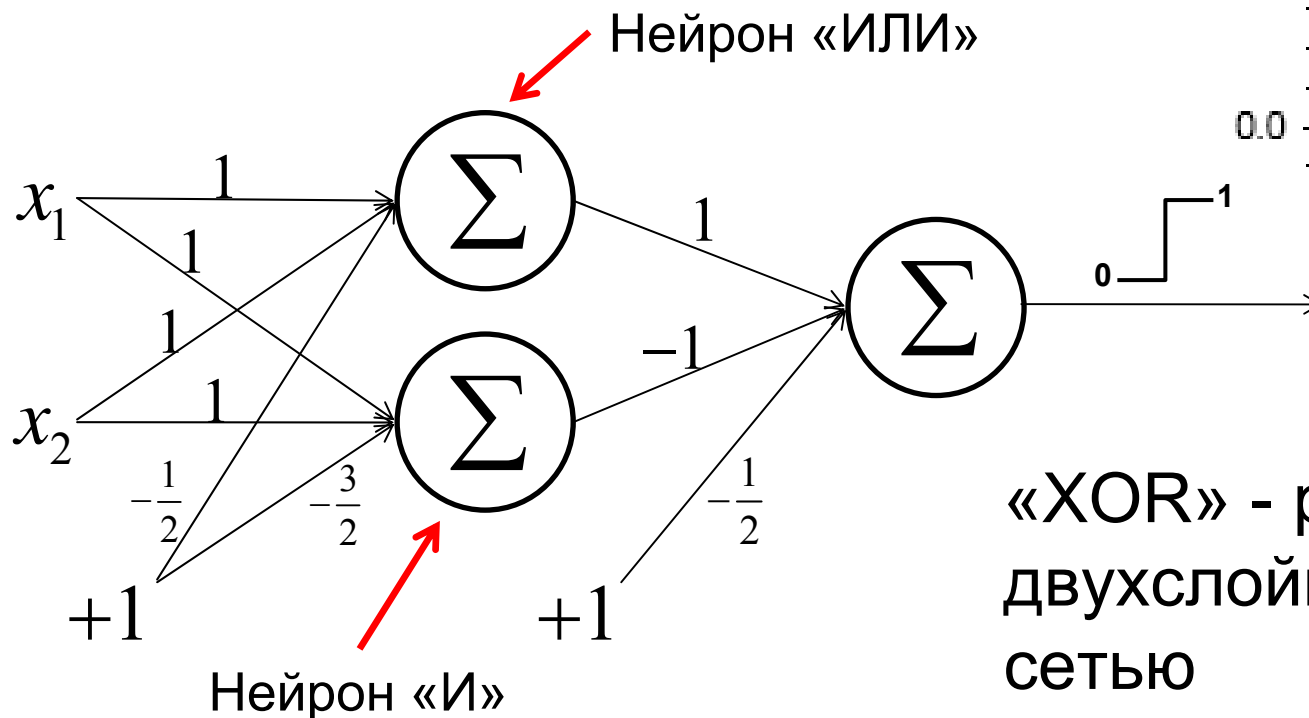 Нейрон «ИЛИ»
0.0
x₁
1
1
1
1
x₂
Σ
Σ
1
−1
Σ
0
1
−1/2
−3/2
−1/2
+1
+1
«XOR» - р
двухслой
сетью
Нейрон «И»